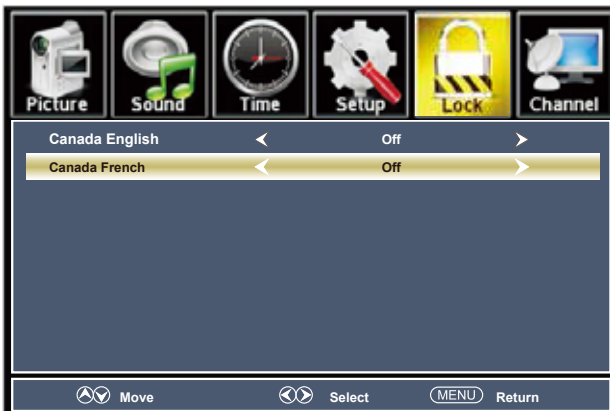 Picture Sound Time Setup Lock Channel
Canada English Off
Canada French Off
Move Select MENU Return